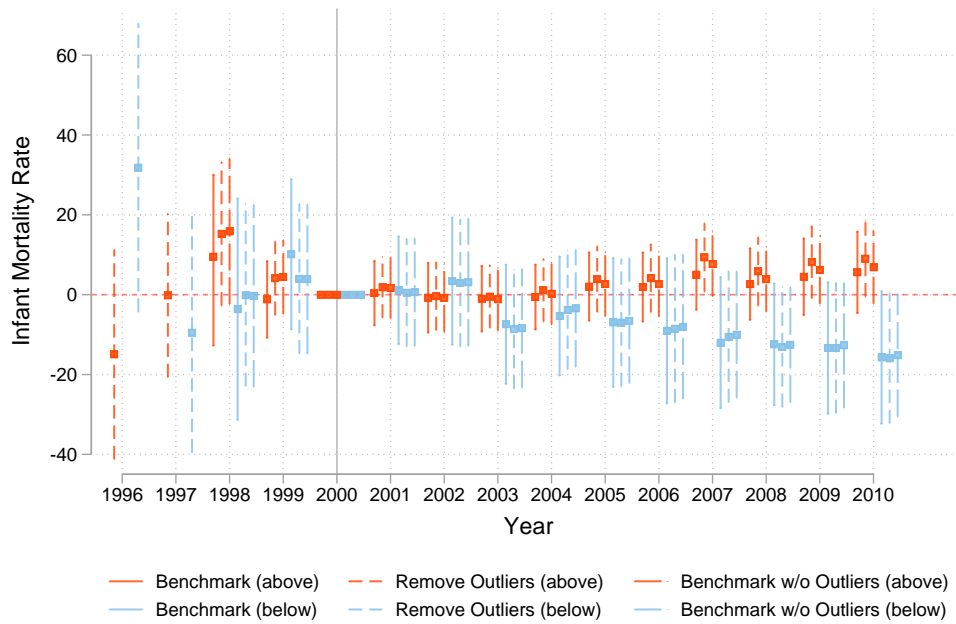 60
40
20
0
-20
-40
Infant Mortality Rate
1996 1997 1998 1999 2000 2001 2002 2003 2004 2005 2006 2007 2008 2009 2010
Year
Benchmark (above) Remove Outliers (above) Benchmark w/o Outliers (above)
Benchmark (below) Remove Outliers (below) Benchmark w/o Outliers (below)